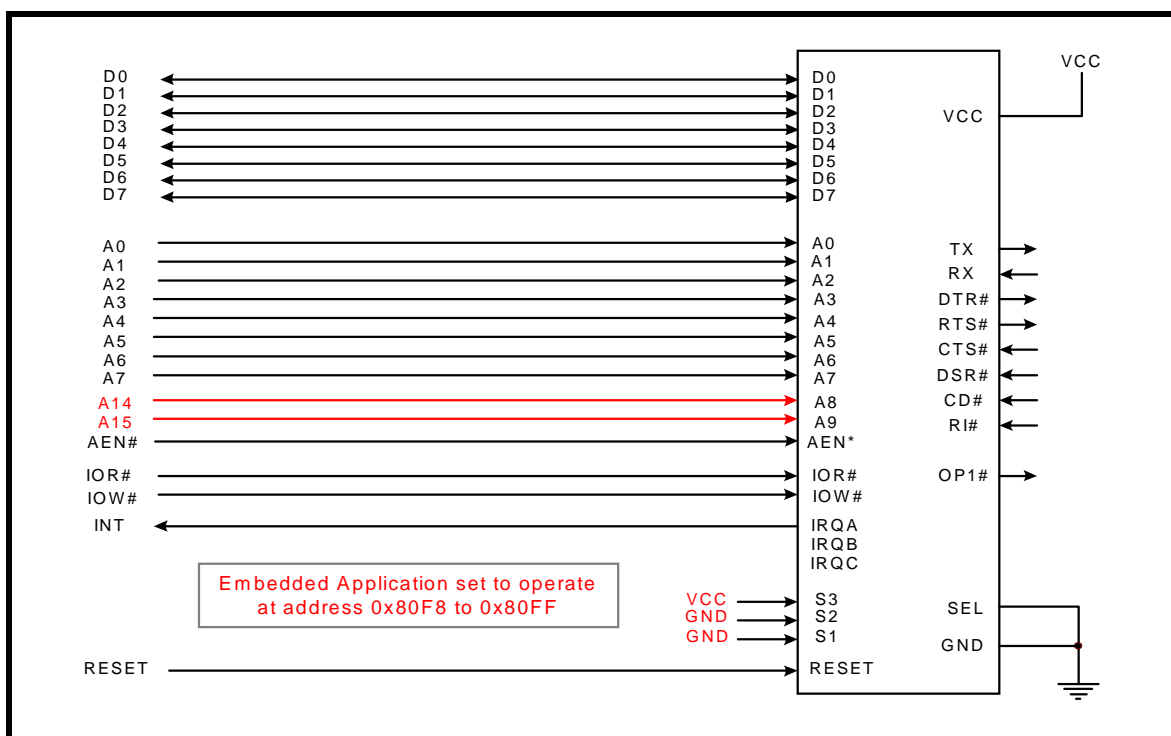 D0
D1
D2
D3
D4
D5
D6
D7
A0
A1
A2
A3
A4
A5
A6
A7
A14
A15
AEN#
IOR#
IOW#
INT
RESET
Embedded Application set to operate
at address 0x80F8 to 0x80FF
VCC
GND
GND
D0
D1
D2
D3
D4
D5
D6
D7
A0
A1
A2
A3
A4
A5
A6
A7
A8
A9
AEN*
IOR#
IOW#
IRQA
IRQB
IRQC
S3
S2
S1
RESET
VCC
TX
RX
DTR#
RTS#
CTS#
DSR#
CD#
RI#
OP1#
SEL
GND
VCC